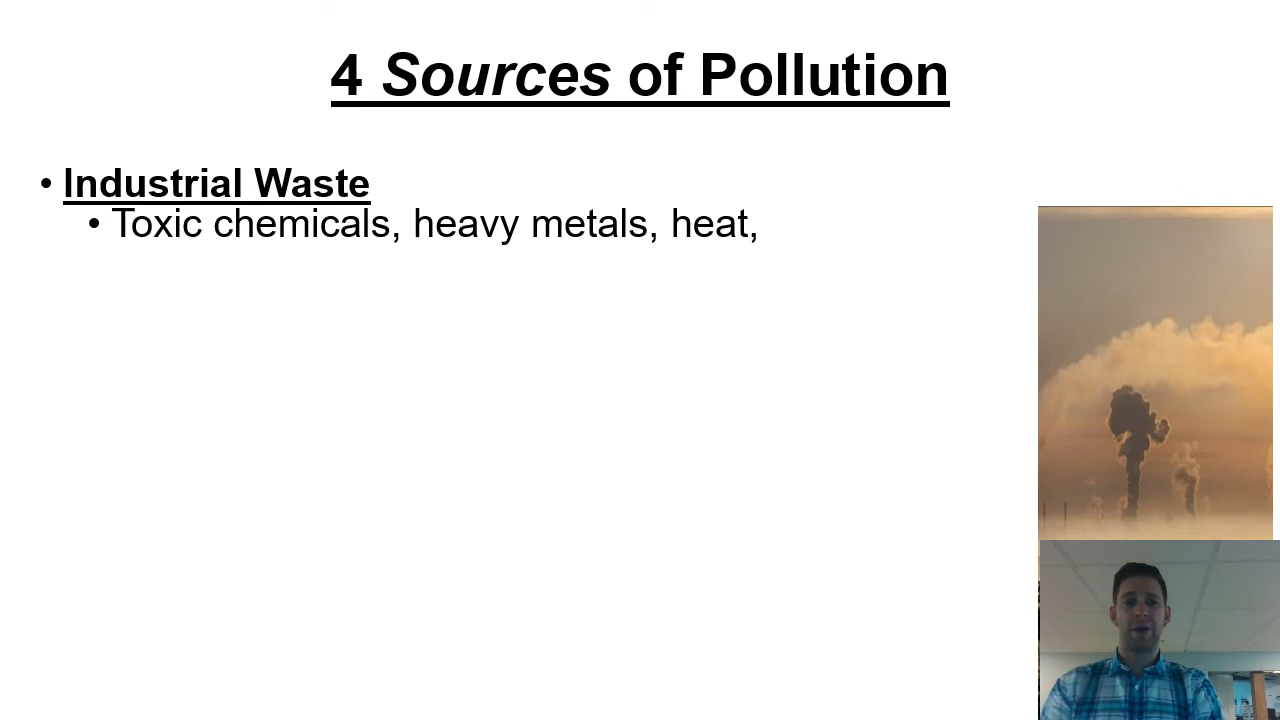 4 Sources of Pollution
• Industrial Waste
• Toxic chemicals, heavy metals, heat,